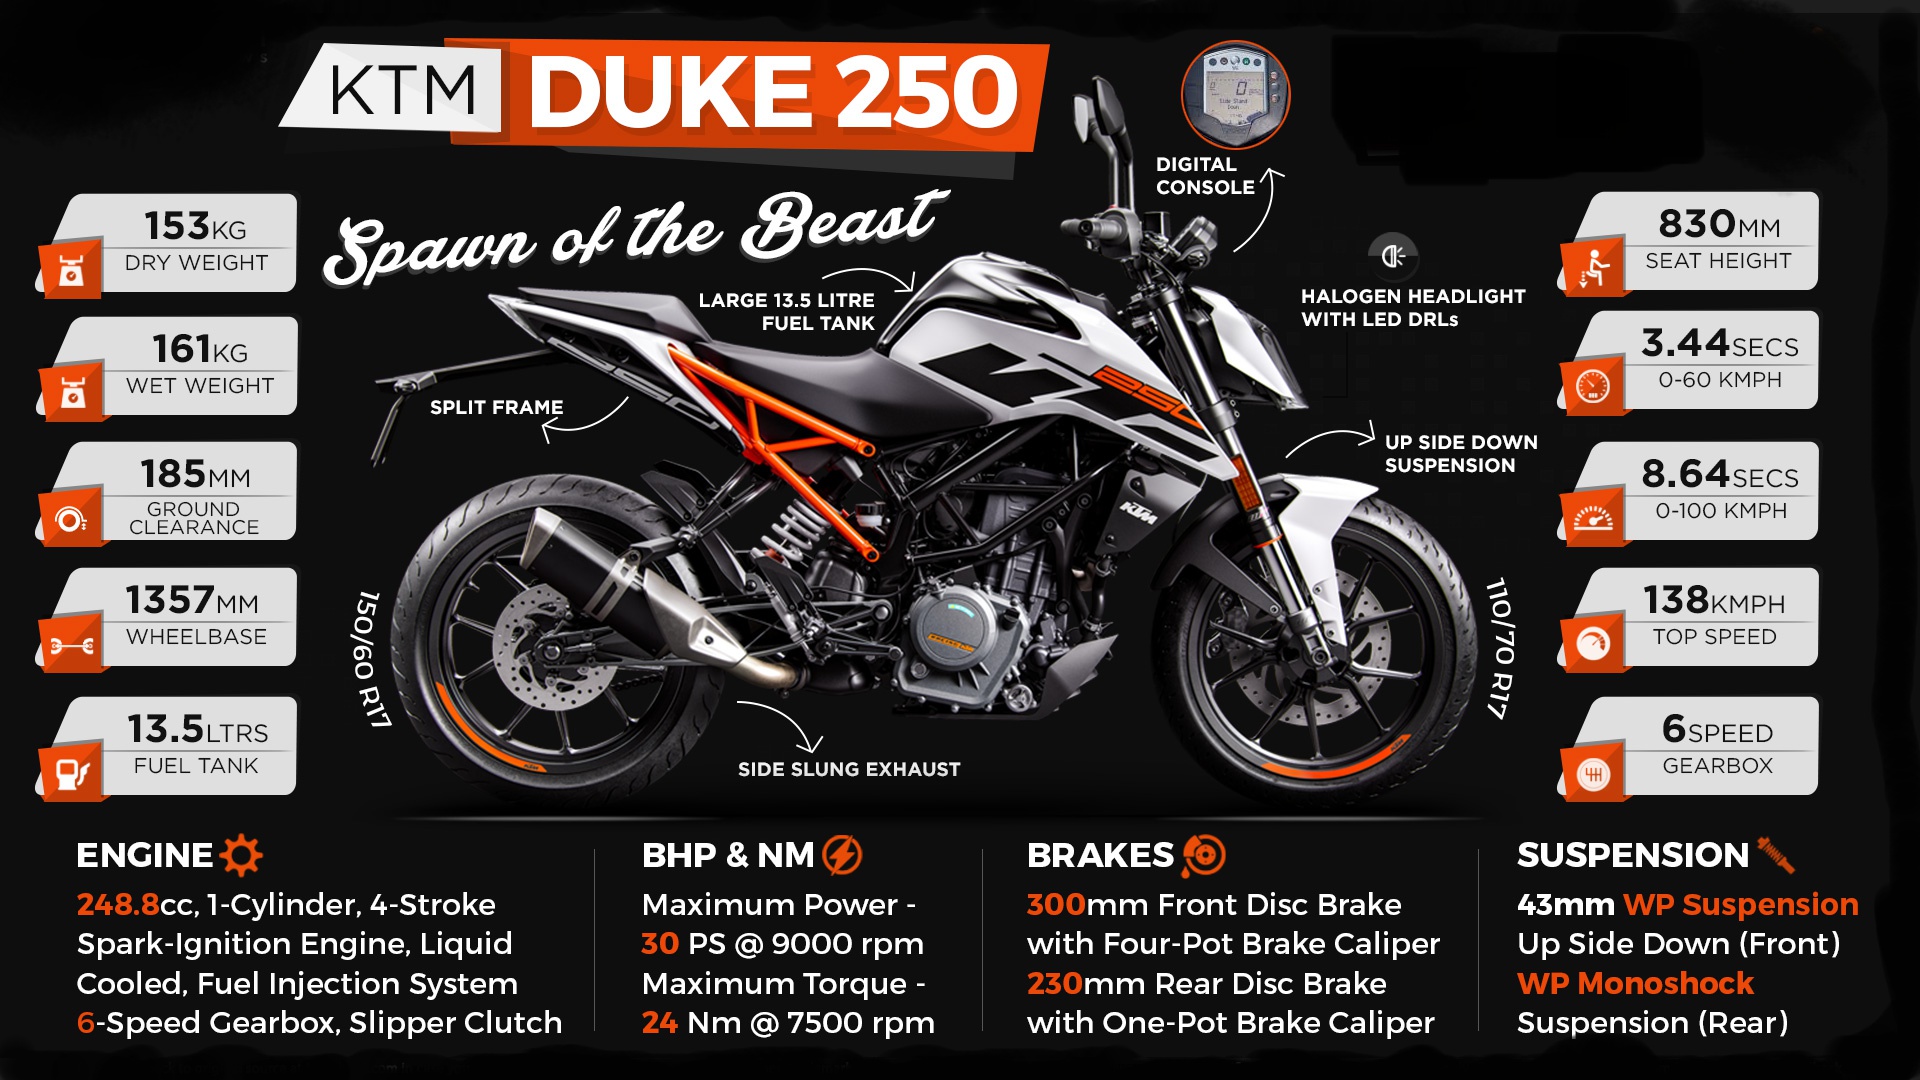 KTM DUKE 250
Spawn of the Beast
DIGITAL
CONSOLE
Side Stand
Down
153KG
DRY WEIGHT
161KG
WET WEIGHT
185MM
GROUND
CLEARANCE
1357MM
WHEELBASE
13.5LTRS
FUEL TANK
LARGE 13.5 LITRE
FUEL TANK
HALOGEN HEADLIGHT
WITH LED DRLs
SPLIT FRAME
UP SIDE DOWN
SUSPENSION
250
250
KTM
150/60 R17
110/70 R17
SIDE SLUNG EXHAUST
830MM
SEAT HEIGHT
3.44SECS
0-60 KMPH
8.64SECS
0-100 KMPH
138KMPH
TOP SPEED
6SPEED
GEARBOX
ENGINE
248.8cc, 1-Cylinder, 4-Stroke
Spark-Ignition Engine, Liquid
Cooled, Fuel Injection System
6-Speed Gearbox, Slipper Clutch
BHP & NM
Maximum Power -
30 PS @ 9000 rpm
Maximum Torque -
24 Nm @ 7500 rpm
BRAKES
300mm Front Disc Brake
with Four-Pot Brake Caliper
230mm Rear Disc Brake
with One-Pot Brake Caliper
SUSPENSION
43mm WP Suspension
Up Side Down (Front)
WP Monoshock
Suspension (Rear)